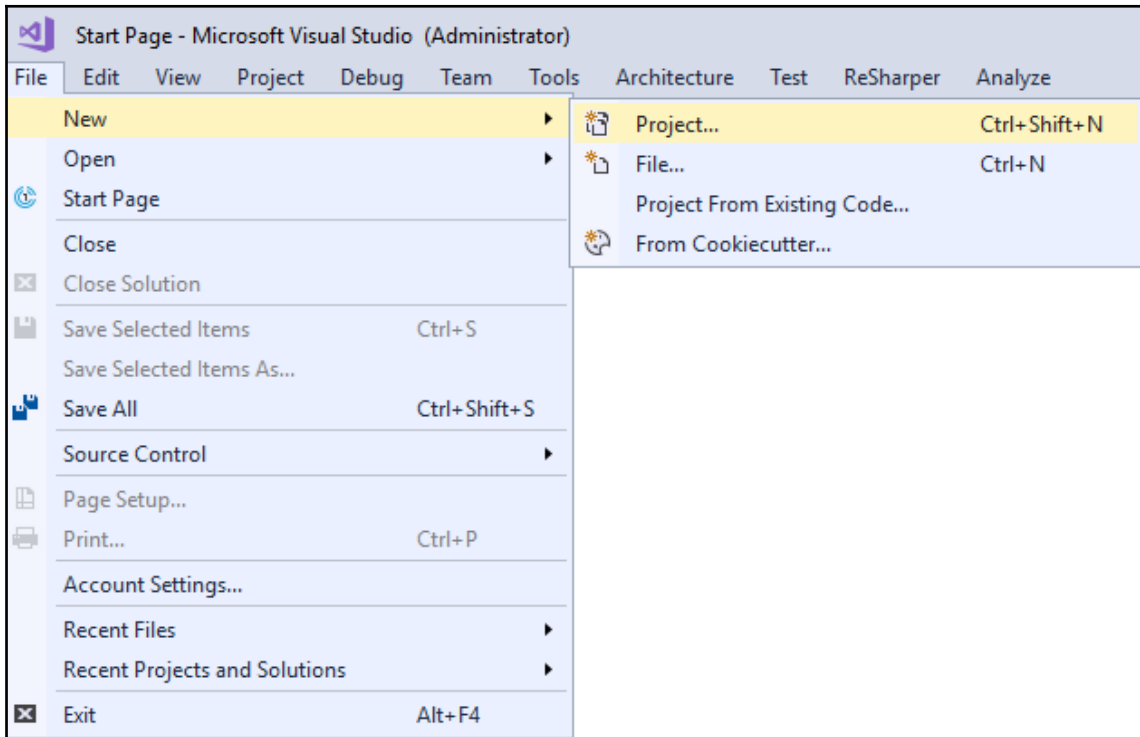 Start Page - Microsoft Visual Studio (Administrator)
File Edit View Project Debug Team Tools Architecture Test ReSharper Analyze
New
Project... Ctrl+Shift+N
Open
File... Ctrl+N
Start Page
Project From Existing Code...
Close
From Cookiecutter...
Close Solution
Save Selected Items Ctrl+S
Save Selected Items As...
Save All Ctrl+Shift+S
Source Control
Page Setup...
Print... Ctrl+P
Account Settings...
Recent Files
Recent Projects and Solutions
Exit Alt+F4